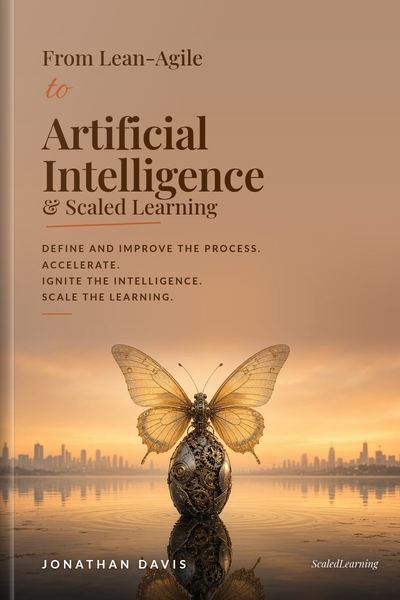 From Lean-Agile
to
Artificial
Intelligence
& Scaled Learning
DEFINE AND IMPROVE THE PROCESS.
ACCELERATE.
IGNITE THE INTELLIGENCE.
SCALE THE LEARNING.
JONATHAN DAVIS
ScaledLearning